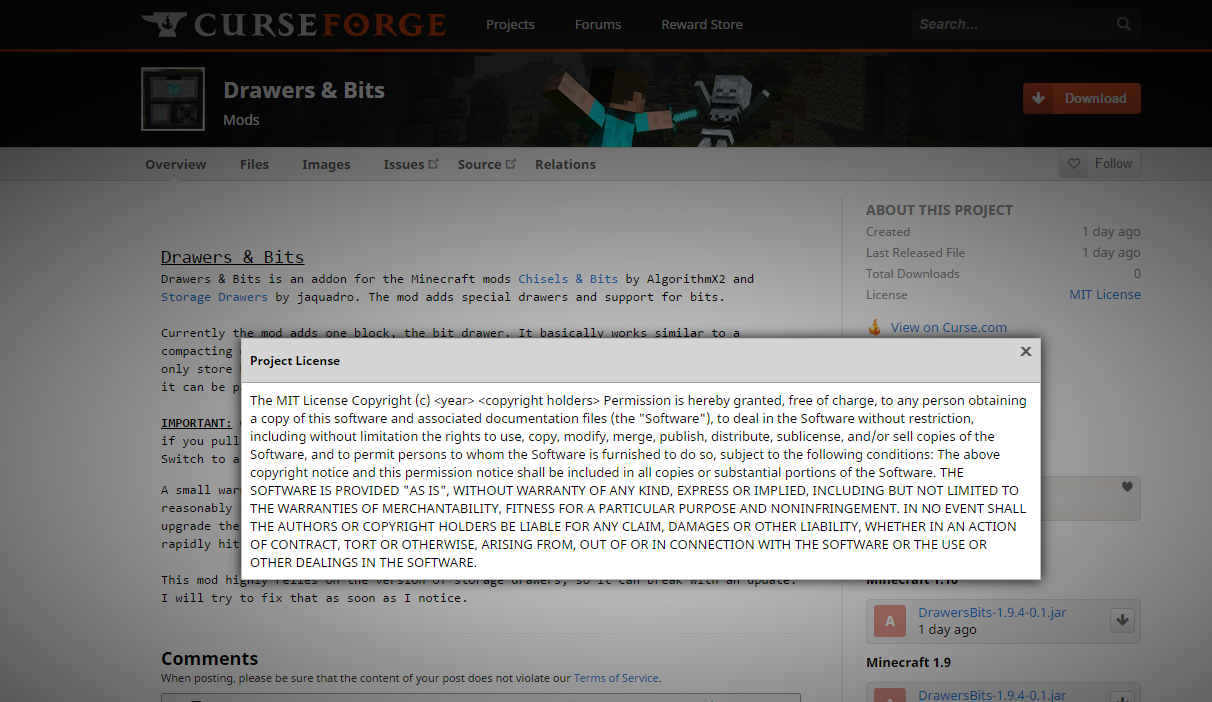 CURSEFORGE
Projects
Forums
Reward Store
Search...
Drawers & Bits
Mods
Download
Overview
Files
Images
Issues
Source
Relations
Follow
Drawers & Bits
Drawers & Bits is an addon for the Minecraft mods Chisels & Bits by AlgorithmX2 and
Storage Drawers by jaquadro. The mod adds special drawers and support for bits.
Currently the mod adds one block, the bit drawer. It basically works similar to a
compacting
only store
it can be
IMPORTANT:
if you pull
Switch to a
A small
reasonably
upgrade the
rapidly hit
This mod highly relies on the version of storage drawers, so it can break with an update.
I will try to fix that as soon as I notice.
Comments
When posting, please be sure that the content of your post does not violate our Terms of Service.
ABOUT THIS PROJECT
Created 1 day ago
Last Released File 1 day ago
Total Downloads 0
License MIT License
View on Curse.com
Project License
The MIT License Copyright (c) <year> <copyright holders> Permission is hereby granted, free of charge, to any person obtaining
a copy of this software and associated documentation files (the "Software"), to deal in the Software without restriction,
including without limitation the rights to use, copy, modify, merge, publish, distribute, sublicense, and/or sell copies of the
Software, and to permit persons to whom the Software is furnished to do so, subject to the following conditions: The above
copyright notice and this permission notice shall be included in all copies or substantial portions of the Software. THE
SOFTWARE IS PROVIDED "AS IS", WITHOUT WARRANTY OF ANY KIND, EXPRESS OR IMPLIED, INCLUDING BUT NOT LIMITED TO
THE WARRANTIES OF MERCHANTABILITY, FITNESS FOR A PARTICULAR PURPOSE AND NONINFRINGEMENT. IN NO EVENT SHALL
THE AUTHORS OR COPYRIGHT HOLDERS BE LIABLE FOR ANY CLAIM, DAMAGES OR OTHER LIABILITY, WHETHER IN AN ACTION
OF CONTRACT, TORT OR OTHERWISE, ARISING FROM, OUT OF OR IN CONNECTION WITH THE SOFTWARE OR THE USE OR
OTHER DEALINGS IN THE SOFTWARE.
Minecraft 1.10
A
DrawersBits-1.9.4-0.1.jar
1 day ago
Minecraft 1.9
DrawersBits-1.9.4-0.1.jar